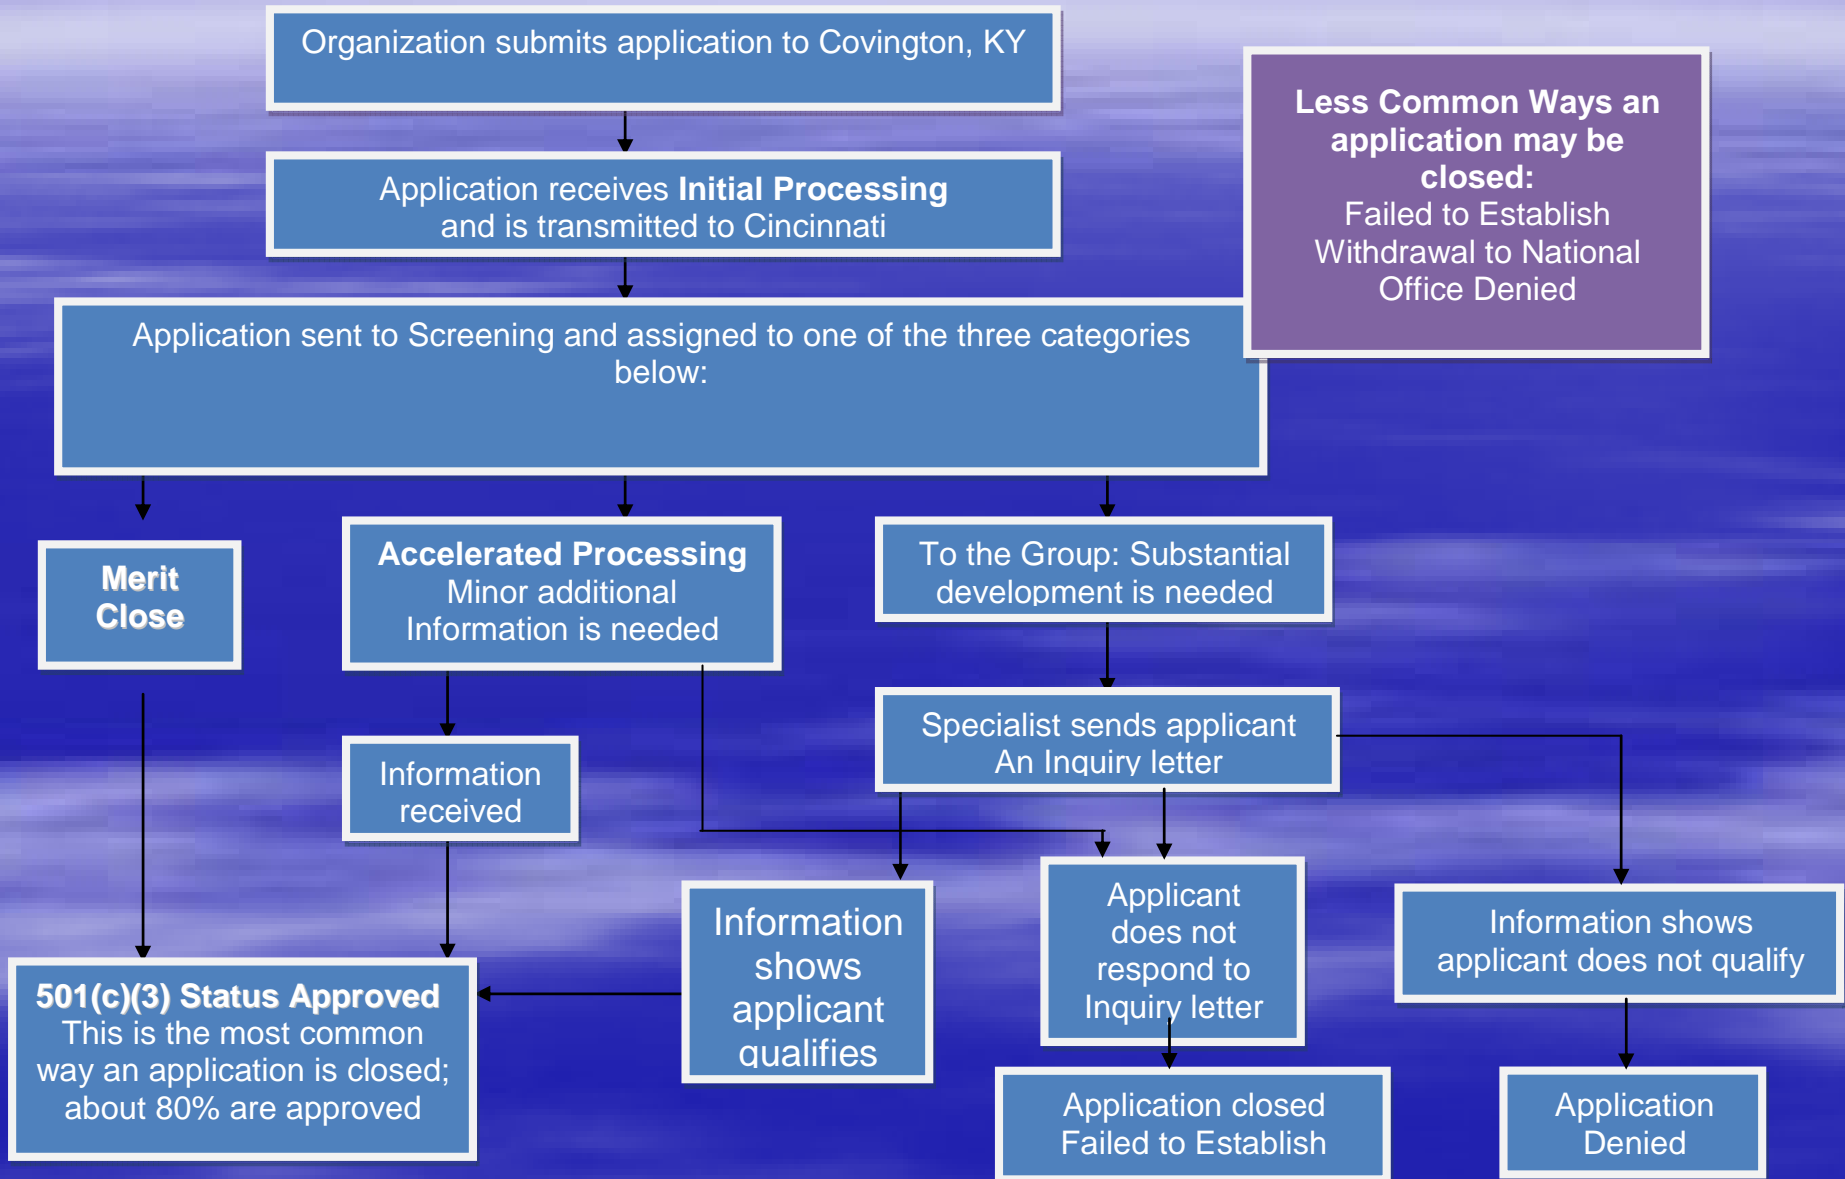 Organization submits application to Covington, KY
Less Common Ways an
application may be
closed:
Failed to Establish
Withdrawal to National
Office Denied
Application receives Initial Processing
and is transmitted to Cincinnati
Application sent to Screening and assigned to one of the three categories
below:
Merit
Close
Accelerated Processing
Minor additional
Information is needed
To the Group: Substantial
development is needed
Specialist sends applicant
An Inquiry letter
Information
received
Information
shows
applicant
qualifies
Applicant
does not
respond to
Inquiry letter
Information shows
applicant does not qualify
501(c)(3) Status Approved
This is the most common
way an application is closed;
about 80% are approved
Application closed
Failed to Establish
Application
Denied